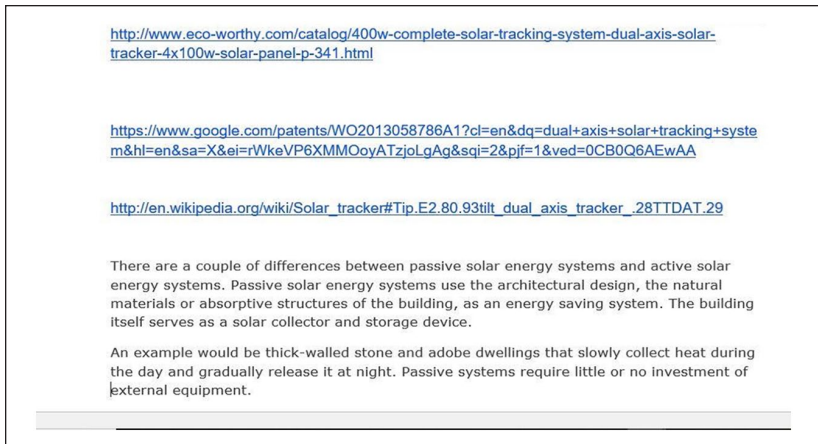 http://www.eco-worthy.com/catalog/400w-complete-solar-tracking-system-dual-axis-solar-
tracker-4x100w-solar-panel-p-341.html
https://www.google.com/patents/WO2013058786A1?cl=en&dq=dual+axis+solar+tracking+syste
m&hl=en&sa=X&ei=rWkeVP6XMMOoyATzjoLgAg&sqi=2&pjf=1&ved=0CB0Q6AEwAA
http://en.wikipedia.org/wiki/Solar_tracker#Tip.E2.80.93tilt_dual_axis_tracker_.28TTDAT.29
There are a couple of differences between passive solar energy systems and active solar
energy systems. Passive solar energy systems use the architectural design, the natural
materials or absorptive structures of the building, as an energy saving system. The building
itself serves as a solar collector and storage device.
An example would be thick-walled stone and adobe dwellings that slowly collect heat during
the day and gradually release it at night. Passive systems require little or no investment of
external equipment.